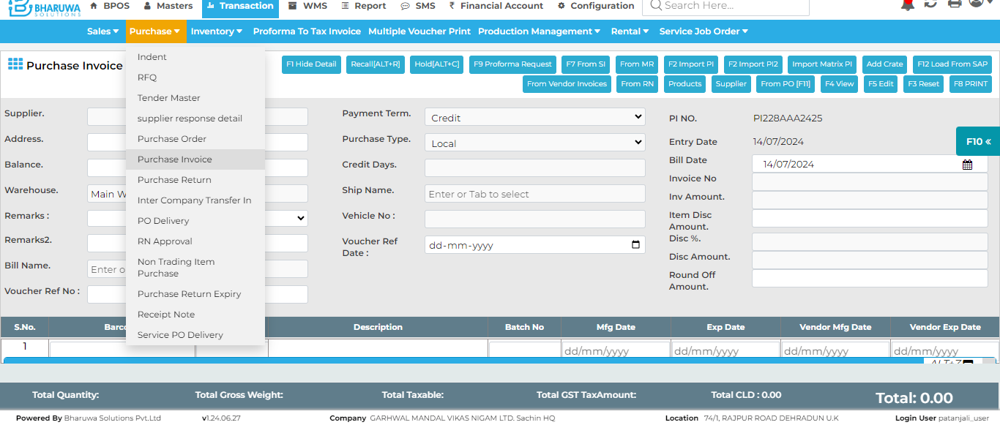 BHARUWA
SOLUTIONS
BPOS Masters Transaction WMS Report SMS ₹ Financial Account Configuration Search Here...
Sales Purchase Inventory Proforma To Tax Invoice Multiple Voucher Print Production Management Rental Service Job Order
Purchase Invoice
F1 Hide Detail Recall[ALT+R] Hold[ALT+C] F9 Proforma Request F7 From SI From MR F2 Import PI F2 Import PI2 Import Matrix PI Add Crate F12 Load From SAP
From Vendor Invoices From RN Products Supplier From PO [F11] F4 View F5 Edit F3 Reset F8 PRINT
Indent
RFQ
Tender Master
supplier response detail
Purchase Order
Purchase Invoice
Purchase Return
Inter Company Transfer In
PO Delivery
RN Approval
Non Trading Item
Purchase
Purchase Return Expiry
Receipt Note
Service PO Delivery
Supplier.
Address.
Balance.
Warehouse. Main W
Remarks :
Remarks2.
Bill Name. Enter o
Voucher Ref No :
Payment Term. Credit
Purchase Type. Local
Credit Days.
Ship Name. Enter or Tab to select
Vehicle No :
Voucher Ref
Date :
dd-mm-yyyy
PI NO. PI228AAA2425
Entry Date 14/07/2024
Bill Date 14/07/2024
Invoice No
Inv Amount.
Item Disc
Amount.
Disc %.
Disc Amount.
Round Off
Amount.
F10 «
S.No. Barco Description Batch No Mfg Date Exp Date Vendor Mfg Date Vendor Exp Date
1 dd/mm/yyyy dd/mm/yyyy dd/mm/yyyy dd/mm/yyyy
ALT+Z
Total Quantity: Total Gross Weight: Total Taxable: Total GST TaxAmount: Total CLD : 0.00 Total: 0.00
Powered By Bharuwa Solutions Pvt.Ltd v1.24.06.27 Company GARHWAL MANDAL VIKAS NIGAM LTD. Sachin HQ Location 74/1, RAJPUR ROAD DEHRADUN U.K Login User patanjali_user